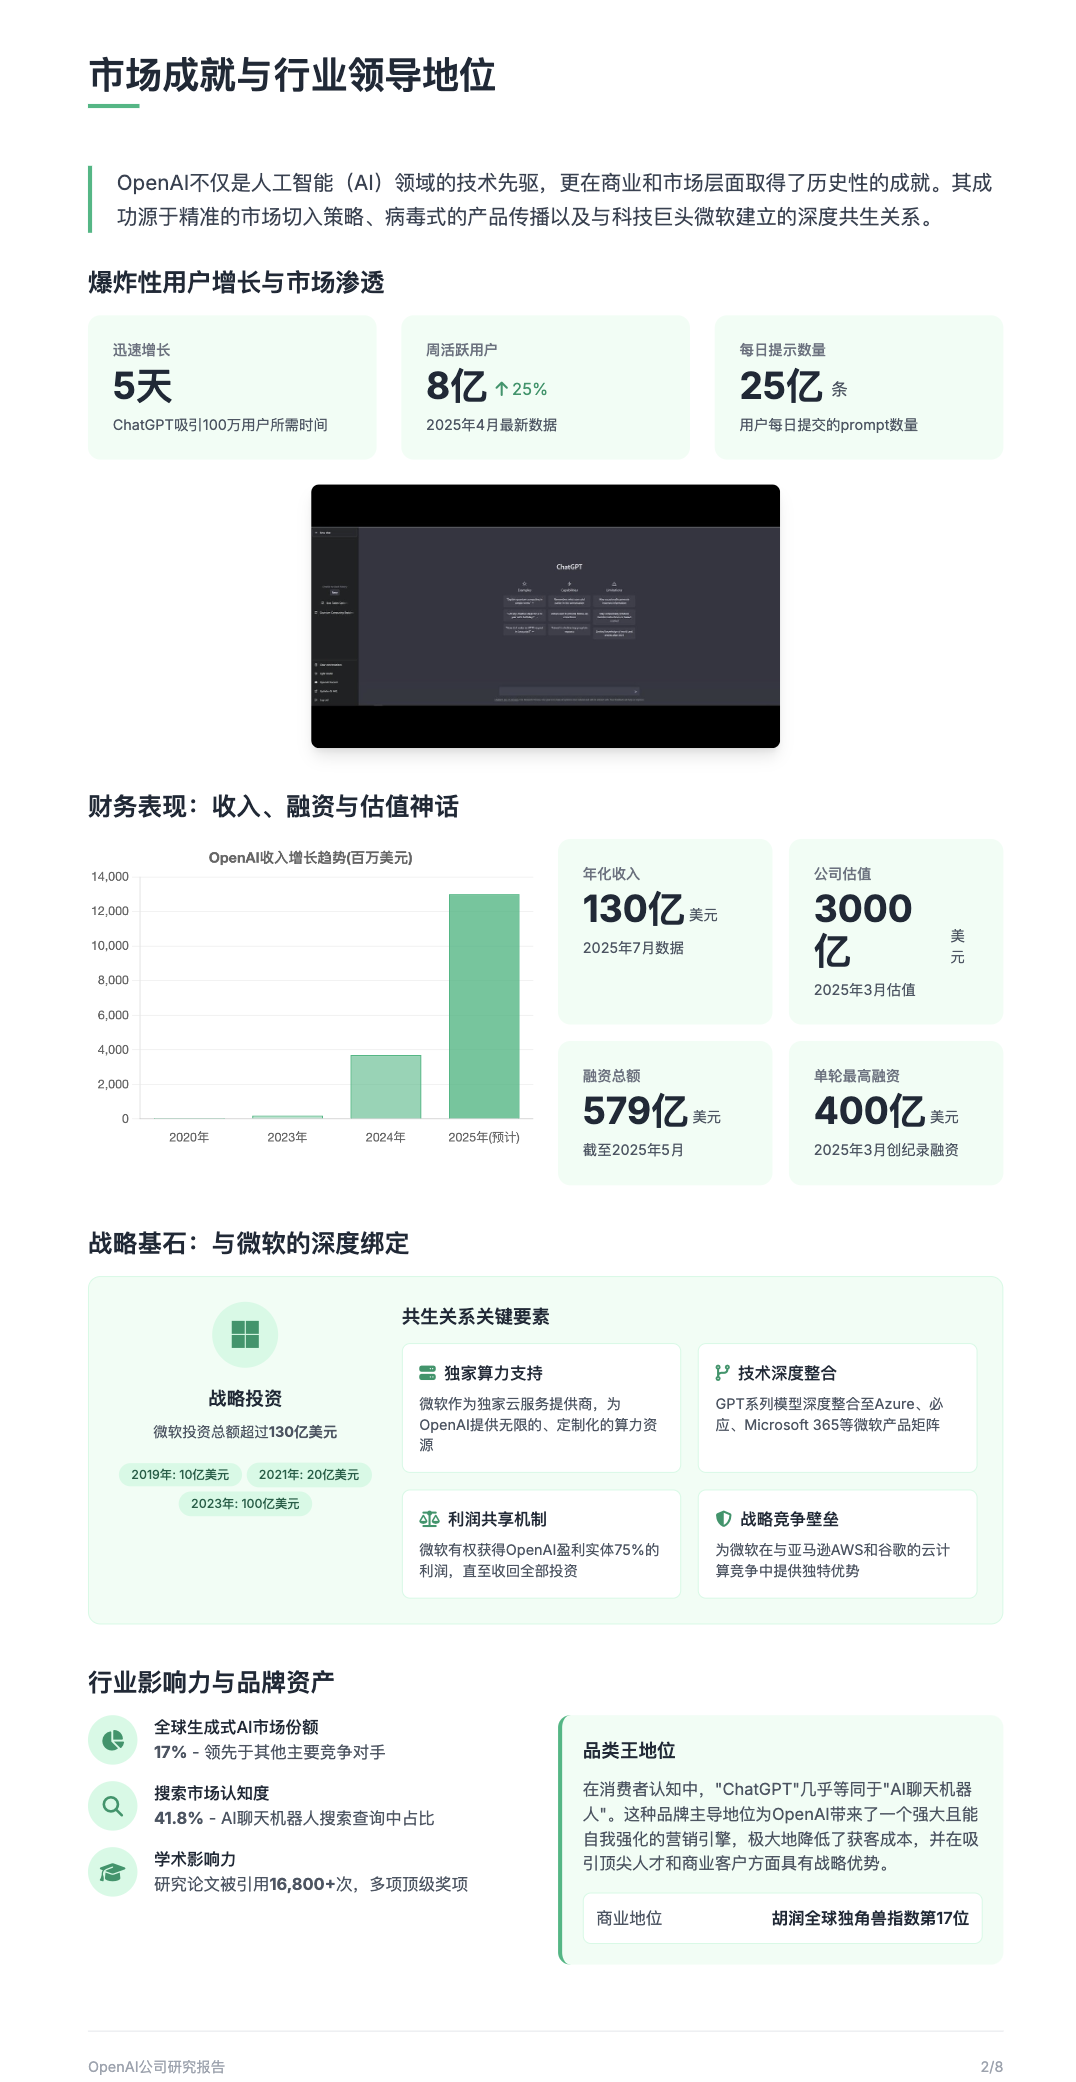 市场成就与行业领导地位
OpenAI不仅是人工智能（AI）领域的技术先驱，更在商业和市场层面取得了历史性的成就。其成
功源于精准的市场切入策略、病毒式的产品传播以及与科技巨头微软建立的深度共生关系。
爆炸性用户增长与市场渗透
迅速增长
5天
ChatGPT吸引100万用户所需时间
周活跃用户
8亿 ↑25%
2025年4月最新数据
每日提示数量
25亿 条
用户每日提交的prompt数量
ChatGPT
Examples
Capabilities
Limitations
财务表现：收入、融资与估值神话
OpenAI收入增长趋势(百万美元)
14,000
12,000
10,000
8,000
6,000
4,000
2,000
0
2020年
2023年
2024年
2025年(预计)
年化收入
130亿 美元
2025年7月数据
公司估值
3000
亿
美
元
2025年3月估值
融资总额
579亿 美元
截至2025年5月
单轮最高融资
400亿 美元
2025年3月创纪录融资
战略基石：与微软的深度绑定
战略投资
微软投资总额超过130亿美元
2019年: 10亿美元
2021年: 20亿美元
2023年: 100亿美元
共生关系关键要素
独家算力支持
微软作为独家云服务提供商，为
OpenAI提供无限的、定制化的算力资
源
技术深度整合
GPT系列模型深度整合至Azure、必
应、Microsoft 365等微软产品矩阵
利润共享机制
微软有权获得OpenAI盈利实体75%的
利润，直至收回全部投资
战略竞争壁垒
为微软在与亚马逊AWS和谷歌的云计
算竞争中提供独特优势
行业影响力与品牌资产
全球生成式AI市场份额
17% - 领先于其他主要竞争对手
搜索市场认知度
41.8% - AI聊天机器人搜索查询中占比
学术影响力
研究论文被引用16,800+次，多项顶级奖项
品类王地位
在消费者认知中，"ChatGPT"几乎等同于"AI聊天机器
人"。这种品牌主导地位为OpenAI带来了一个强大且能
自我强化的营销引擎，极大地降低了获客成本，并在吸
引顶尖人才和商业客户方面具有战略优势。
商业地位
胡润全球独角兽指数第17位
OpenAI公司研究报告
2/8